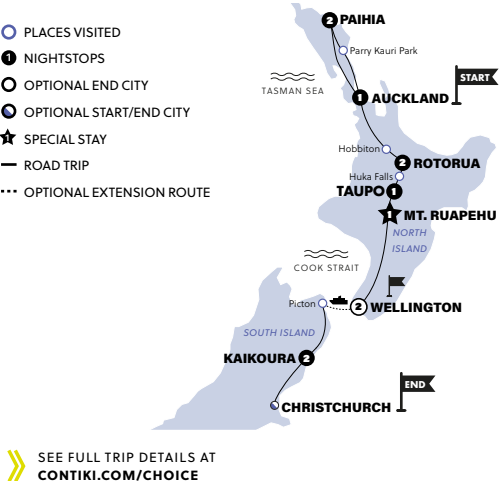 PLACES VISITED
1 NIGHTSTOPS
OPTIONAL END CITY
OPTIONAL START/END CITY
1 SPECIAL STAY
ROAD TRIP
OPTIONAL EXTENSION ROUTE
2 PAIHIA
Parry Kauri Park
TASMAN SEA
START
1 AUCKLAND
Hobbiton
2 ROTORUA
Huka Falls
TAUPO 1
1 MT. RUAPEHU
NORTH
ISLAND
COOK STRAIT
Picton
2 WELLINGTON
SOUTH ISLAND
KAIKOURA 2
END
CHRISTCHURCH
SEE FULL TRIP DETAILS AT
CONTIKI.COM/CHOICE